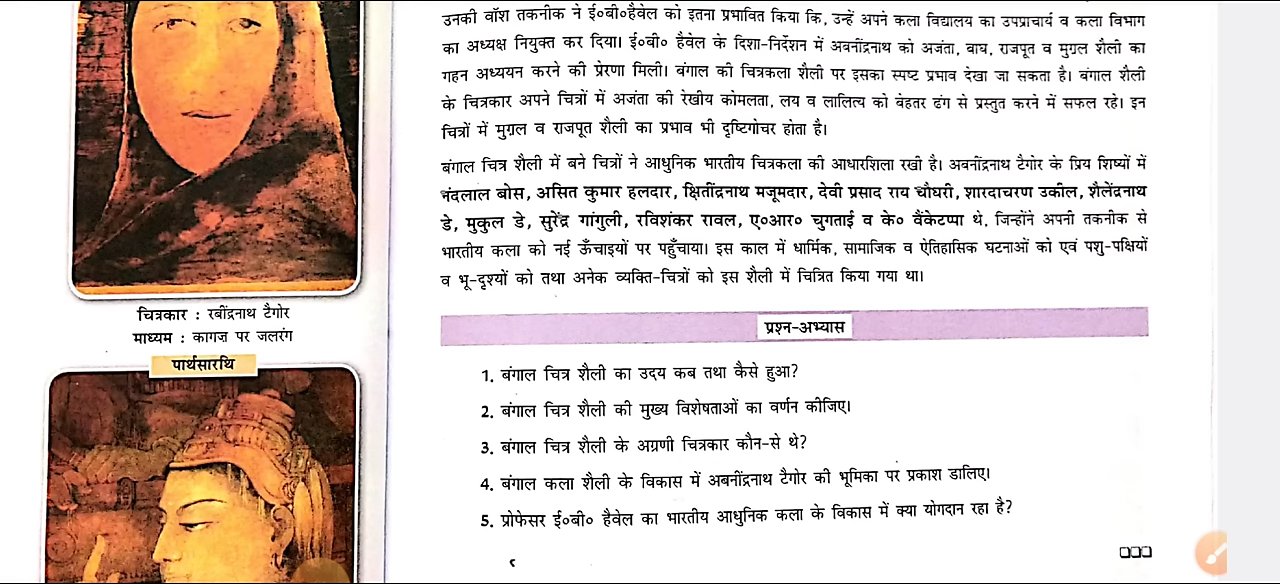 चित्रकार : रबींद्रनाथ टैगोर
माध्यम : कागज पर जलरंग
पार्थसारथि
उनकी वॉश तकनीक ने ई०बी०हैवेल को इतना प्रभावित किया कि, उन्हें अपने कला विद्यालय का उपप्राचार्य व कला विभाग
का अध्यक्ष नियुक्त कर दिया। ई०बी० हैवेल के दिशा-निर्देशन में अबनींद्रनाथ को अजंता, बाघ, राजपूत व मुग़ल शैली का
गहन अध्ययन करने की प्रेरणा मिली। बंगाल की चित्रकला शैली पर इसका स्पष्ट प्रभाव देखा जा सकता है। बंगाल शैली
के चित्रकार अपने चित्रों में अजंता की रेखीय कोमलता, लय व लालित्य को बेहतर ढंग से प्रस्तुत करने में सफल रहे। इन
चित्रों में मुग़ल व राजपूत शैली का प्रभाव भी दृष्टिगोचर होता है।
बंगाल चित्र शैली में बने चित्रों ने आधुनिक भारतीय चित्रकला की आधारशिला रखी है। अबनींद्रनाथ टैगोर के प्रिय शिष्यों में
नंदलाल बोस, असित कुमार हलदार, क्षितींद्रनाथ मजूमदार, देवी प्रसाद राय चौधरी, शारदाचरण उकील, शैलेंद्रनाथ
डे, मुकुल डे, सुरेंद्र गांगुली, रविशंकर रावल, ए०आर० चुगताई व के० वैंकेटप्पा थे, जिन्होंने अपनी तकनीक से
भारतीय कला को नई ऊँचाइयों पर पहुँचाया। इस काल में धार्मिक, सामाजिक व ऐतिहासिक घटनाओं को एवं पशु-पक्षियों
व भू-दृश्यों को तथा अनेक व्यक्ति-चित्रों को इस शैली में चित्रित किया गया था।
प्रश्न-अभ्यास
1. बंगाल चित्र शैली का उदय कब तथा कैसे हुआ?
2. बंगाल चित्र शैली की मुख्य विशेषताओं का वर्णन कीजिए।
3. बंगाल चित्र शैली के अग्रणी चित्रकार कौन-से थे?
4. बंगाल कला शैली के विकास में अबनींद्रनाथ टैगोर की भूमिका पर प्रकाश डालिए।
5. प्रोफेसर ई०बी० हैवेल का भारतीय आधुनिक कला के विकास में क्या योगदान रहा है?